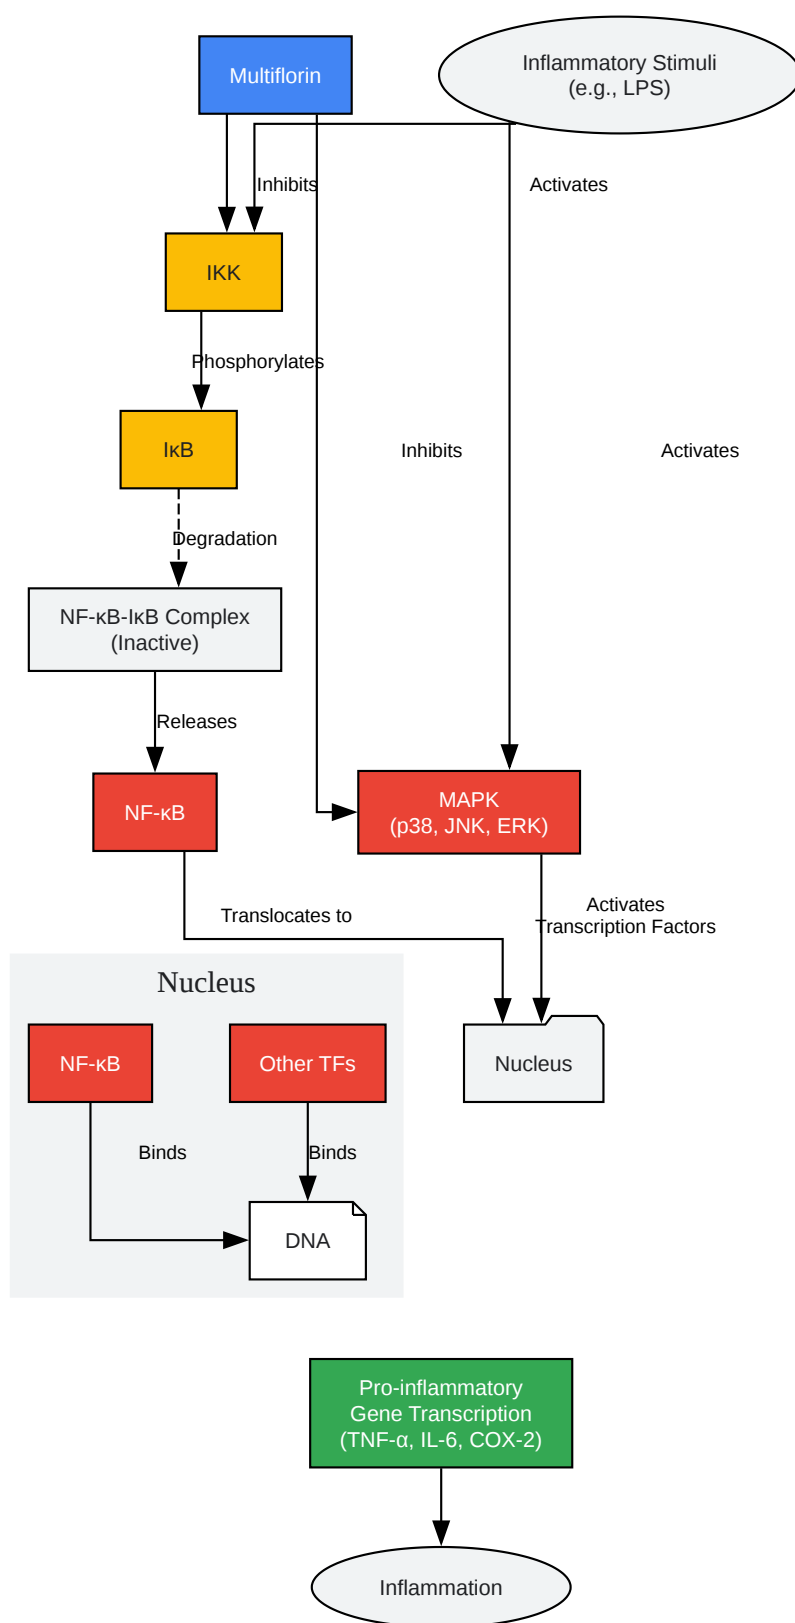 Multiflorin
Inflammatory Stimuli
(e.g., LPS)
Inhibits
Activates
IKK
Phosphorylates
IκB
Inhibits
Activates
Degradation
NF-κB-IκB Complex
(Inactive)
Releases
NF-κB
MAPK
(p38, JNK, ERK)
Translocates to
Activates
Transcription Factors
Nucleus
NF-κB
Other TFs
Nucleus
Binds
Binds
DNA
Pro-inflammatory
Gene Transcription
(TNF-α, IL-6, COX-2)
Inflammation